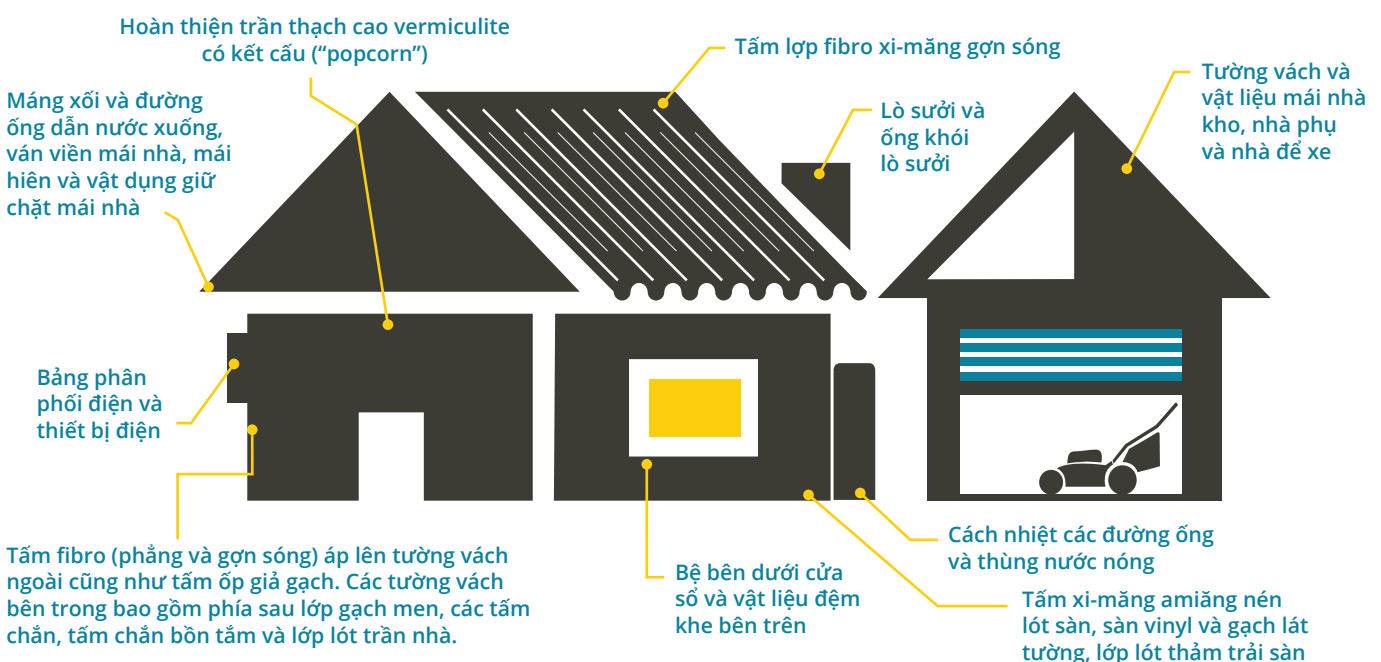 Hoàn thiện trần thạch cao vermiculite
có kết cấu (“popcorn”)
Tấm lợp fibro xi-măng gợn sóng
Tường vách và
vật liệu mái nhà
kho, nhà phụ
và nhà để xe
Máng xối và đường
ống dẫn nước xuống,
ván viền mái nhà, mái
hiên và vật dụng giữ
chặt mái nhà
Lò sưởi và
ống khói
lò sưởi
Bảng phân
phối điện và
thiết bị điện
Tấm fibro (phẳng và gợn sóng) áp lên tường vách
ngoài cũng như tấm ốp giả gạch. Các tường vách
bên trong bao gồm phía sau lớp gạch men, các tấm
chắn, tấm chắn bồn tắm và lớp lót trần nhà.
Bệ bên dưới cửa
sổ và vật liệu đệm
khe bên trên
Cách nhiệt các đường ống
và thùng nước nóng
Tấm xi-măng amiăng nén
lót sàn, sàn vinyl và gạch lát
tường, lớp lót thảm trải sàn